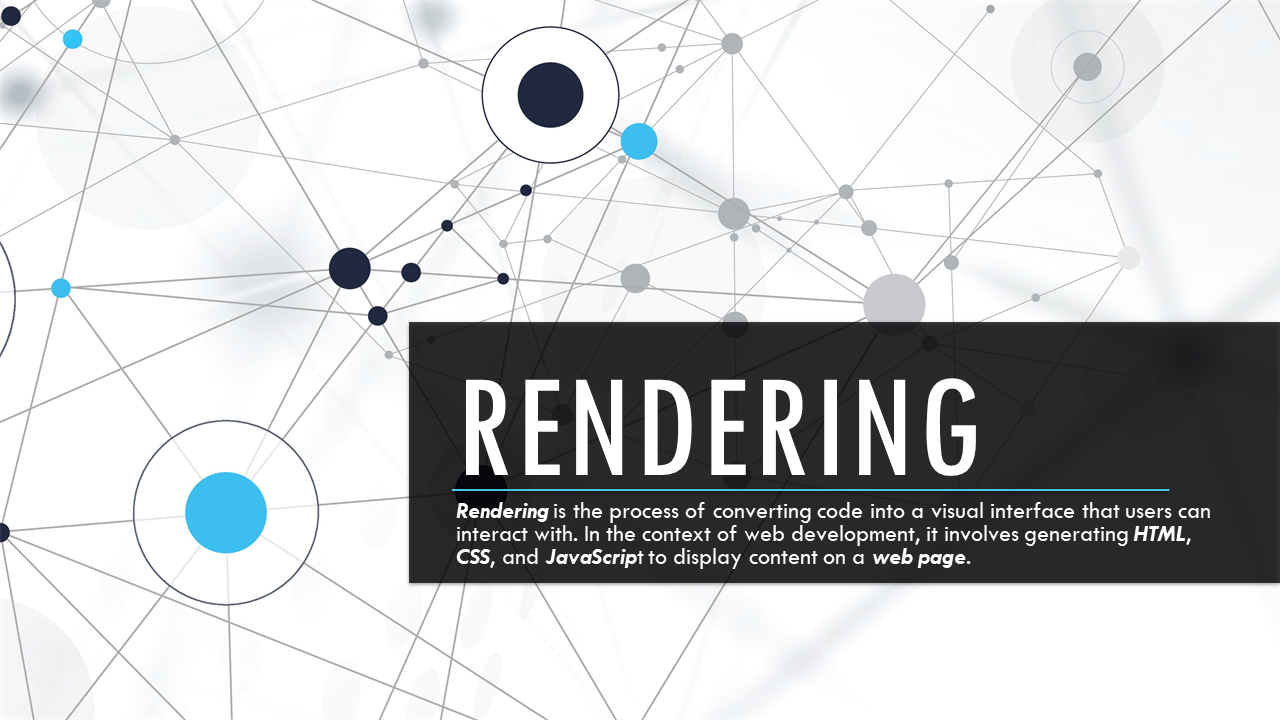 RENDERING
Rendering is the process of converting code into a visual interface that users can
interact with. In the context of web development, it involves generating HTML,
CSS, and JavaScript to display content on a web page.